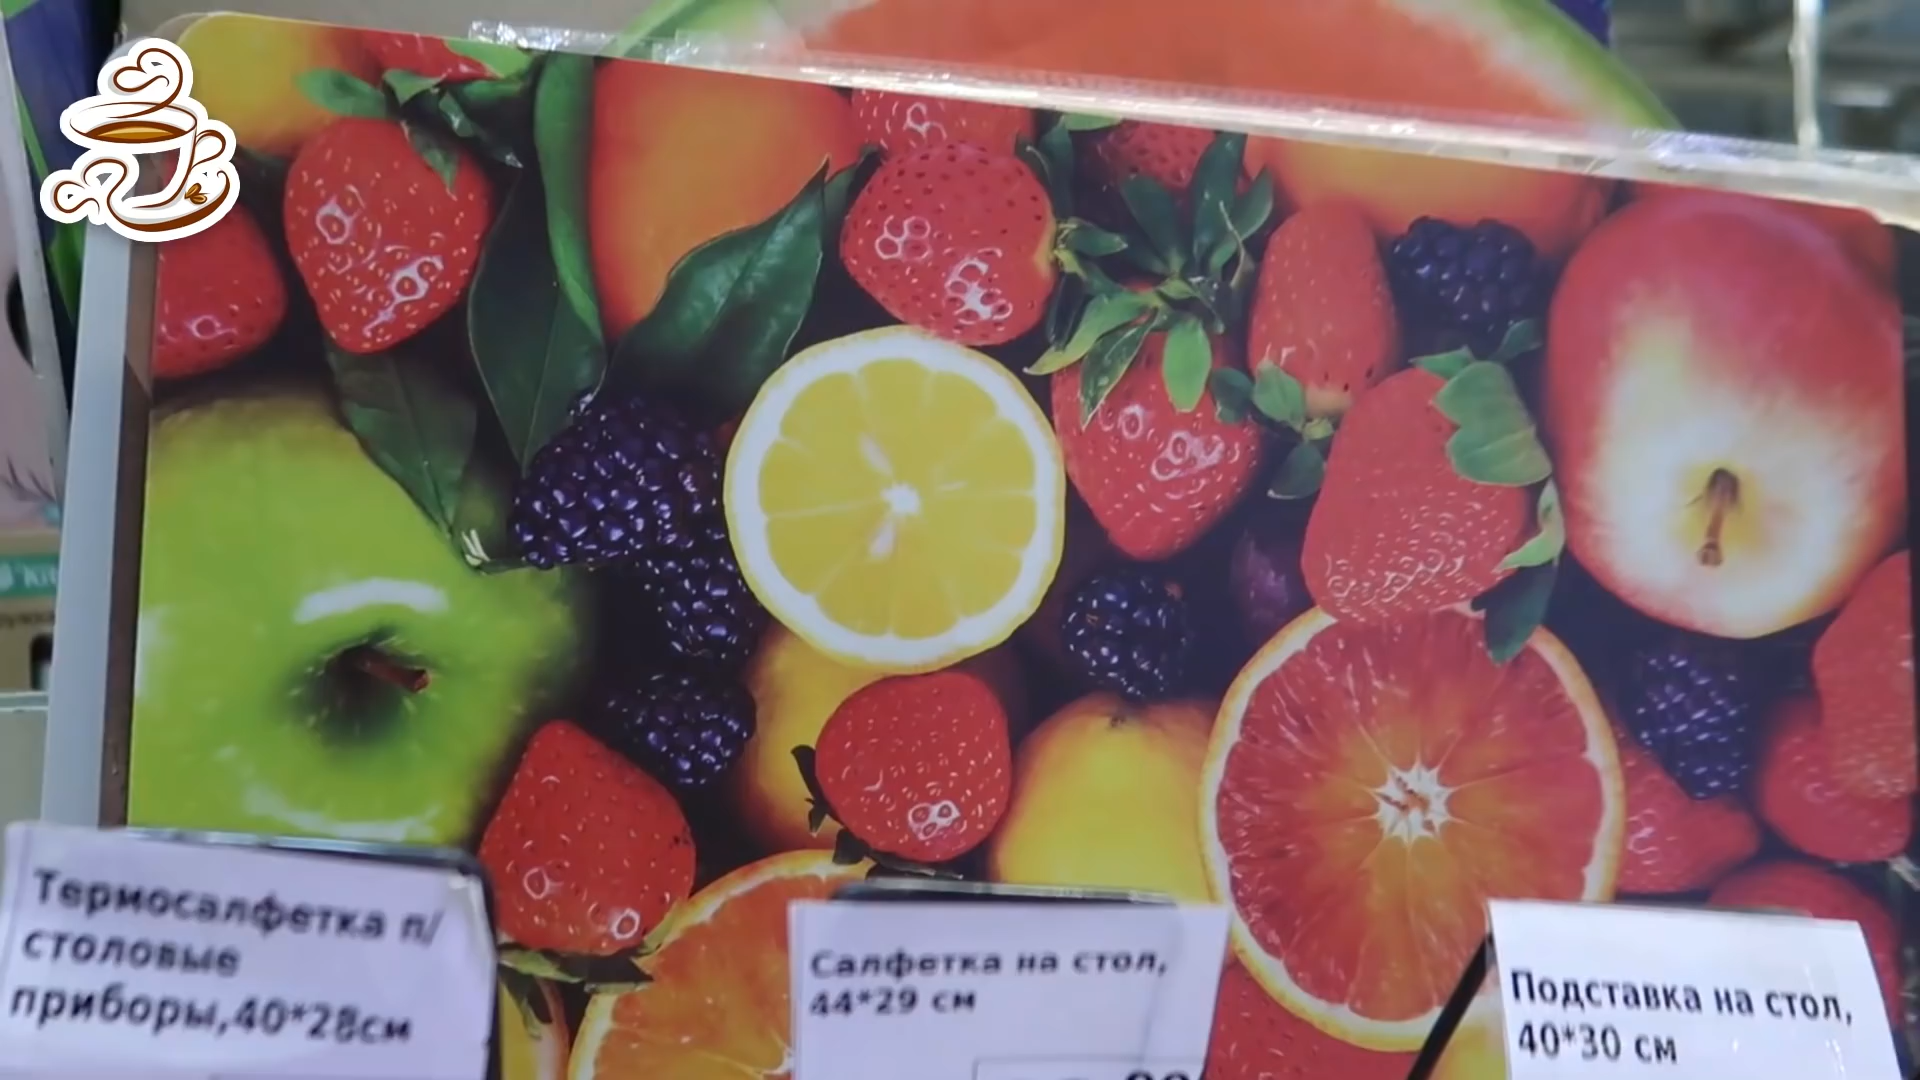 Термосалфетка п/
столовые
приборы,40*28см
Салфетка на стол,
44*29 см
Подставка на стол,
40*30 см